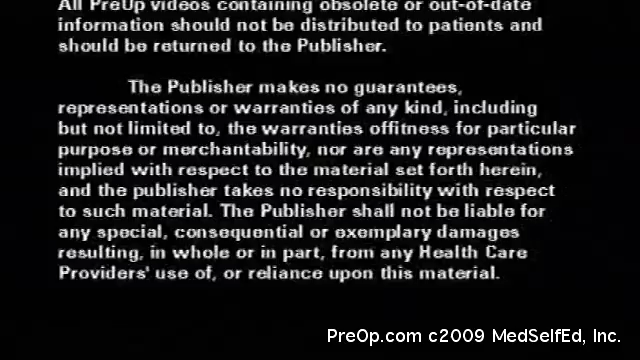 All PreOp videos containing obsolete or out-of-date
information should not be distributed to patients and
should be returned to the Publisher.
The Publisher makes no guarantees,
representations or warranties of any kind, including
but not limited to, the warranties offitness for particular
purpose or merchantability, nor are any representations
implied with respect to the material set forth herein,
and the publisher takes no responsibility with respect
to such material. The Publisher shall not be liable for
any special, consequential or exemplary damages
resulting, in whole or in part, from any Health Care
Providers' use of, or reliance upon this material.
PreOp.com c2009 MedSelfEd, Inc.